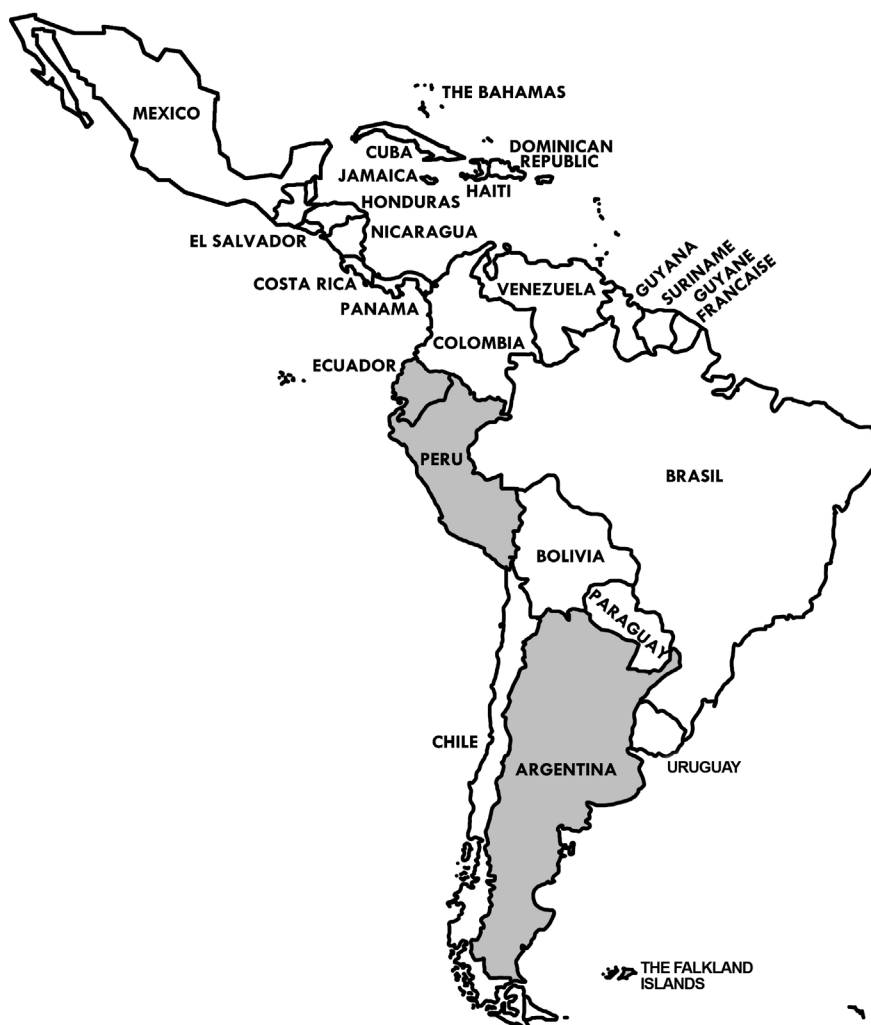 THE BAHAMAS
MEXICO
DOMINICAN
REPUBLIC
CUBA
JAMAICA
HAITI
HONDURAS
NICARAGUA
EL SALVADOR
GUYANA
SURINAME
GUYANE
FRANCAISE
COSTA RICA
VENEZUELA
PANAMA
COLOMBIA
ECUADOR
PERU
BRASIL
BOLIVIA
PARAGUAY
CHILE
ARGENTINA
URUGUAY
THE FALKLAND
ISLANDS